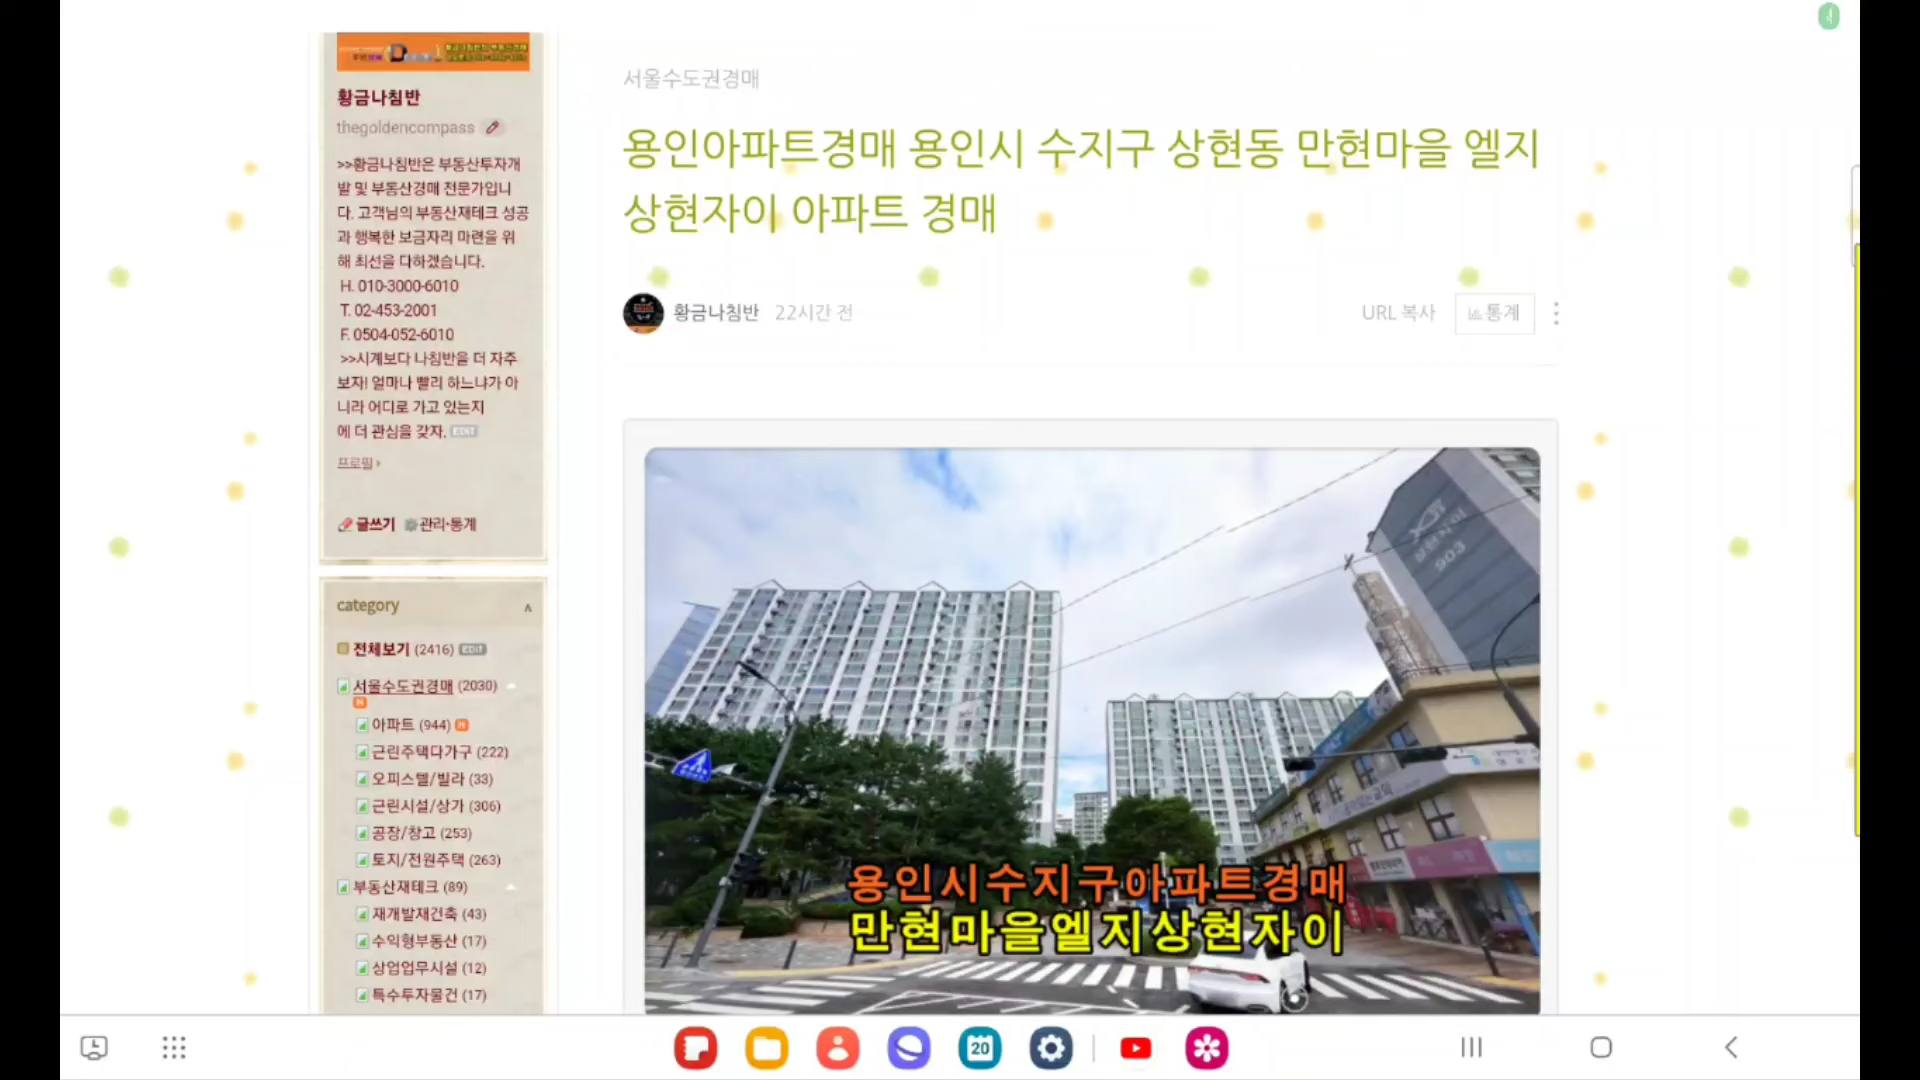 황금나침반
thegoldencompass
>>황금나침반은 부동산투자개
발 및 부동산경매 전문가입니
다. 고객님의 부동산재테크 성공
과 행복한 보금자리 마련을 위
해 최선을 다하겠습니다.
H. 010-3000-6010
T. 02-453-2001
F. 0504-052-6010
>>시계보다 나침반을 더 자주
보자! 얼마나 빨리 하느냐가 아
니라 어디로 가고 있는지
에 더 관심을 갖자. EDIT
프로필
글쓰기 관리·통계
category
전체보기 (2416) EDIT
서울수도권경매 (2030)
N
아파트 (944) N
근린주택다가구 (222)
오피스텔/빌라 (33)
근린시설/상가 (306)
공장/창고 (253)
토지/전원주택 (263)
부동산재테크 (89)
재개발재건축 (43)
수익형부동산 (17)
상업업무시설 (12)
특수투자물건 (17)
서울수도권경매
용인아파트경매 용인시 수지구 상현동 만현마을 엘지
상현자이 아파트 경매
황금나침반 22시간 전
URL 복사 통계
903
용인시수지구아파트경매
만현마을엘지상현자이
20